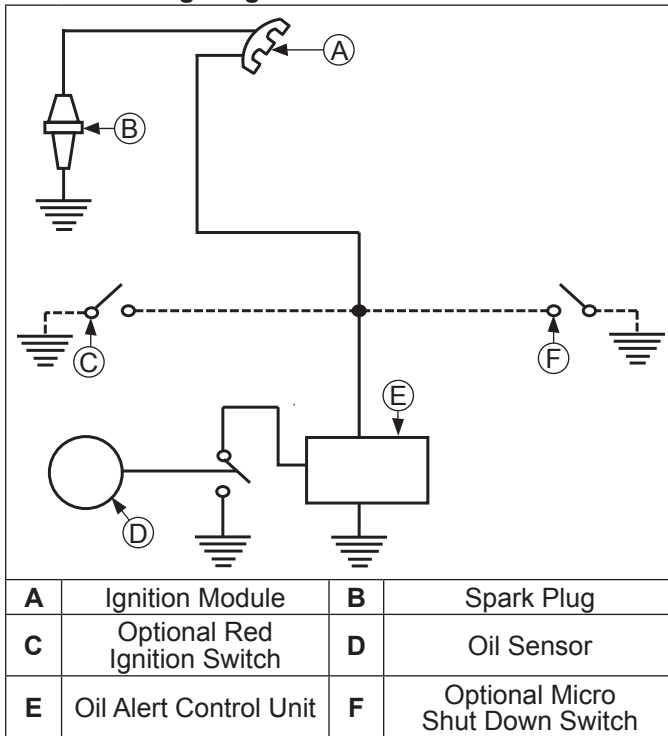 A
B
C
F
E
D
A Ignition Module B Spark Plug
C Optional Red Ignition Switch D Oil Sensor
E Oil Alert Control Unit F Optional Micro Shut Down Switch